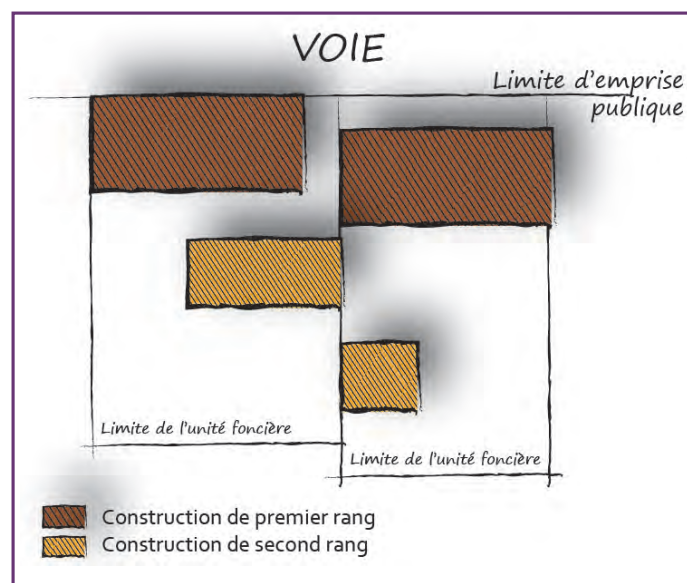 VOIE
Limite d'emprise
publique
Limite de l'unité foncière
Limite de l'unité foncière
Construction de premier rang
Construction de second rang